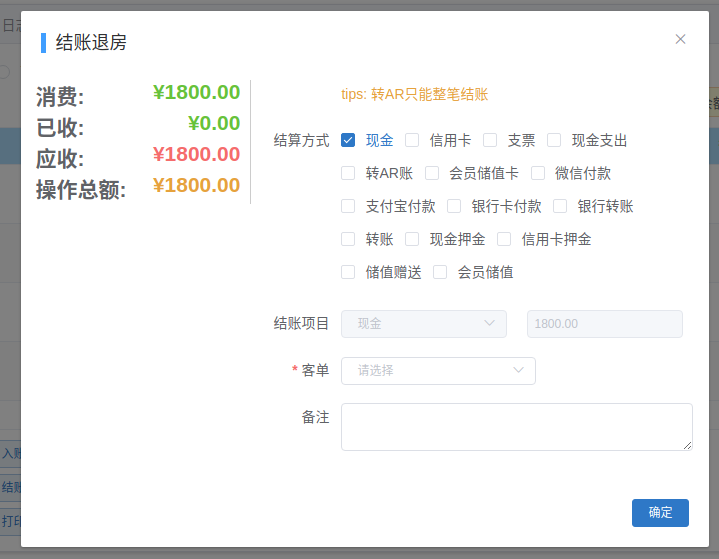 日志
结账退房
消费: ¥1800.00
已收: ¥0.00
应收: ¥1800.00
操作总额: ¥1800.00
tips: 转AR只能整笔结账
结算方式 现金 信用卡 支票 现金支出
转AR账 会员储值卡 微信付款
支付宝付款 银行卡付款 银行转账
转账 现金押金 信用卡押金
储值赠送 会员储值
结账项目 现金 1800.00
* 客单 请选择
备注
入账
结账
打印
确定